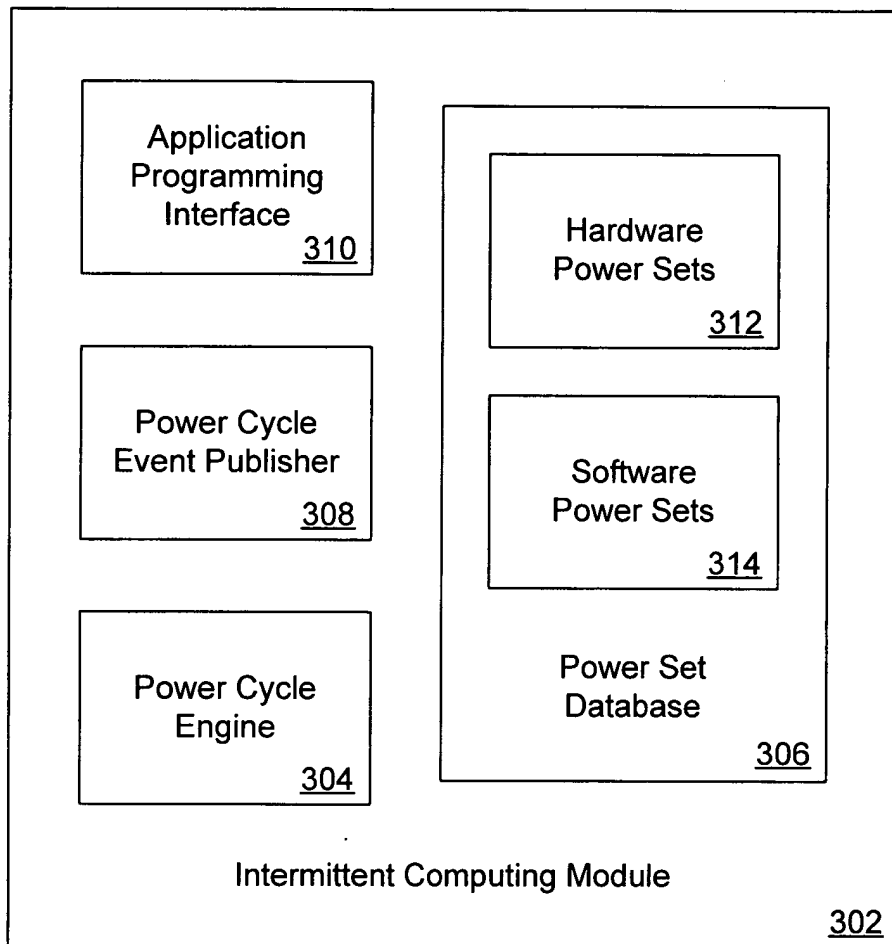 Application
Programming
Interface
310
Power Cycle
Event Publisher
308
Power Cycle
Engine
304
Hardware
Power Sets
312
Software
Power Sets
314
Power Set
Database
306
Intermittent Computing Module
302